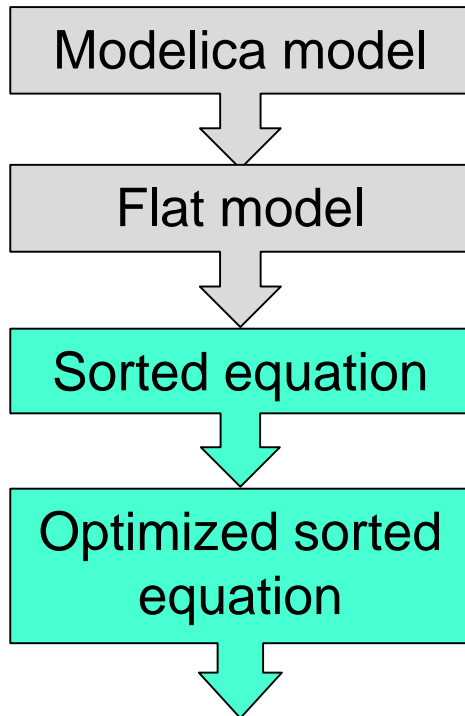 Modelica model
Flat model
Sorted equation
Optimized sorted
equation